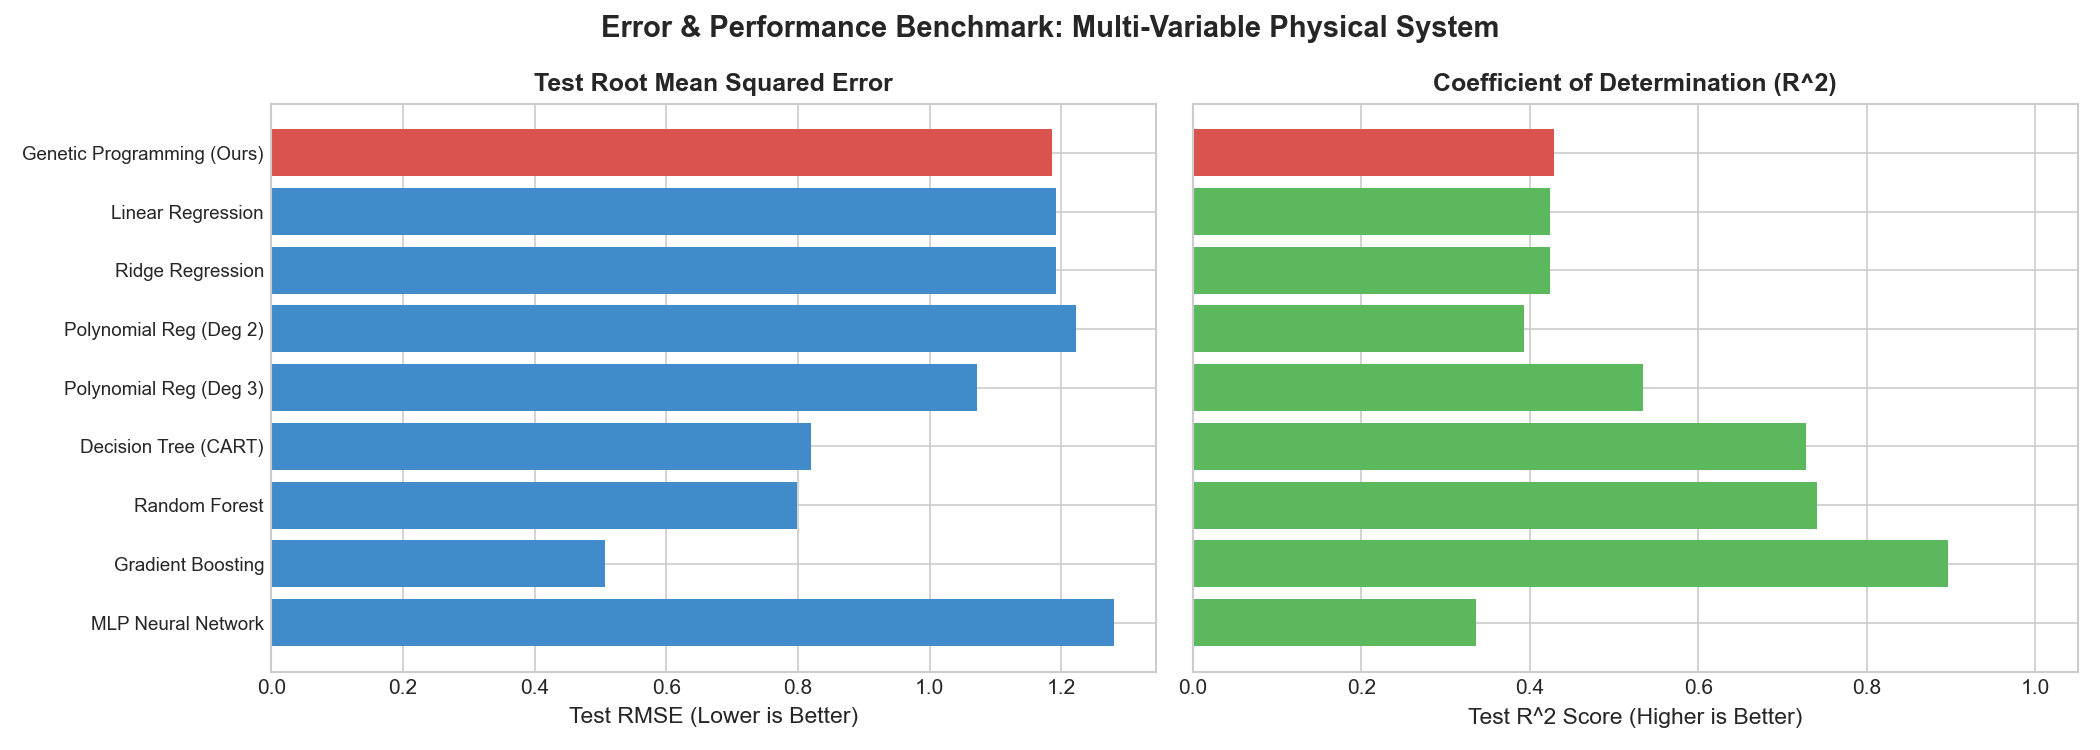 Error & Performance Benchmark: Multi-Variable Physical System
Test Root Mean Squared Error
Genetic Programming (Ours)
Linear Regression
Ridge Regression
Polynomial Reg (Deg 2)
Polynomial Reg (Deg 3)
Decision Tree (CART)
Random Forest
Gradient Boosting
MLP Neural Network
0.0 0.2 0.4 0.6 0.8 1.0 1.2
Test RMSE (Lower is Better)
Coefficient of Determination (R^2)
0.0 0.2 0.4 0.6 0.8 1.0
Test R^2 Score (Higher is Better)